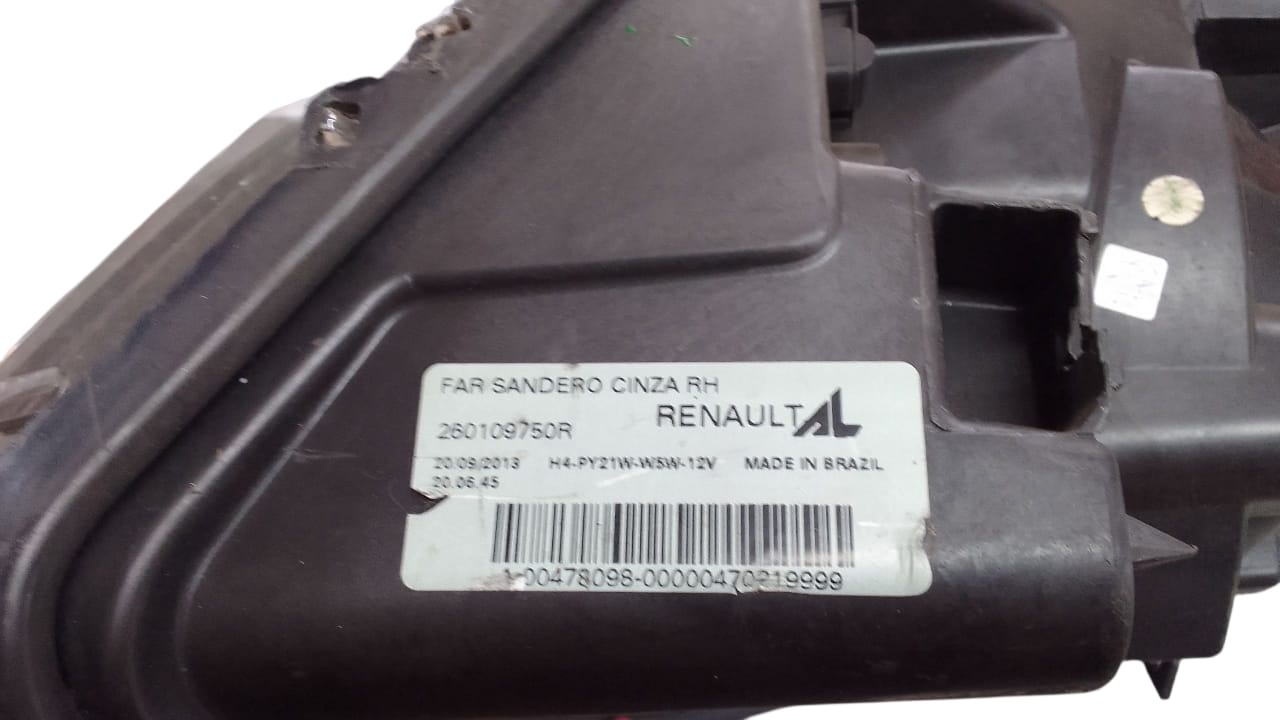 FAR SANDERO CINZA RH
RENAULT AL
260109750R
20/09/2013 H4-PY21W-W5W-12V MADE IN BRAZIL
20.06.45